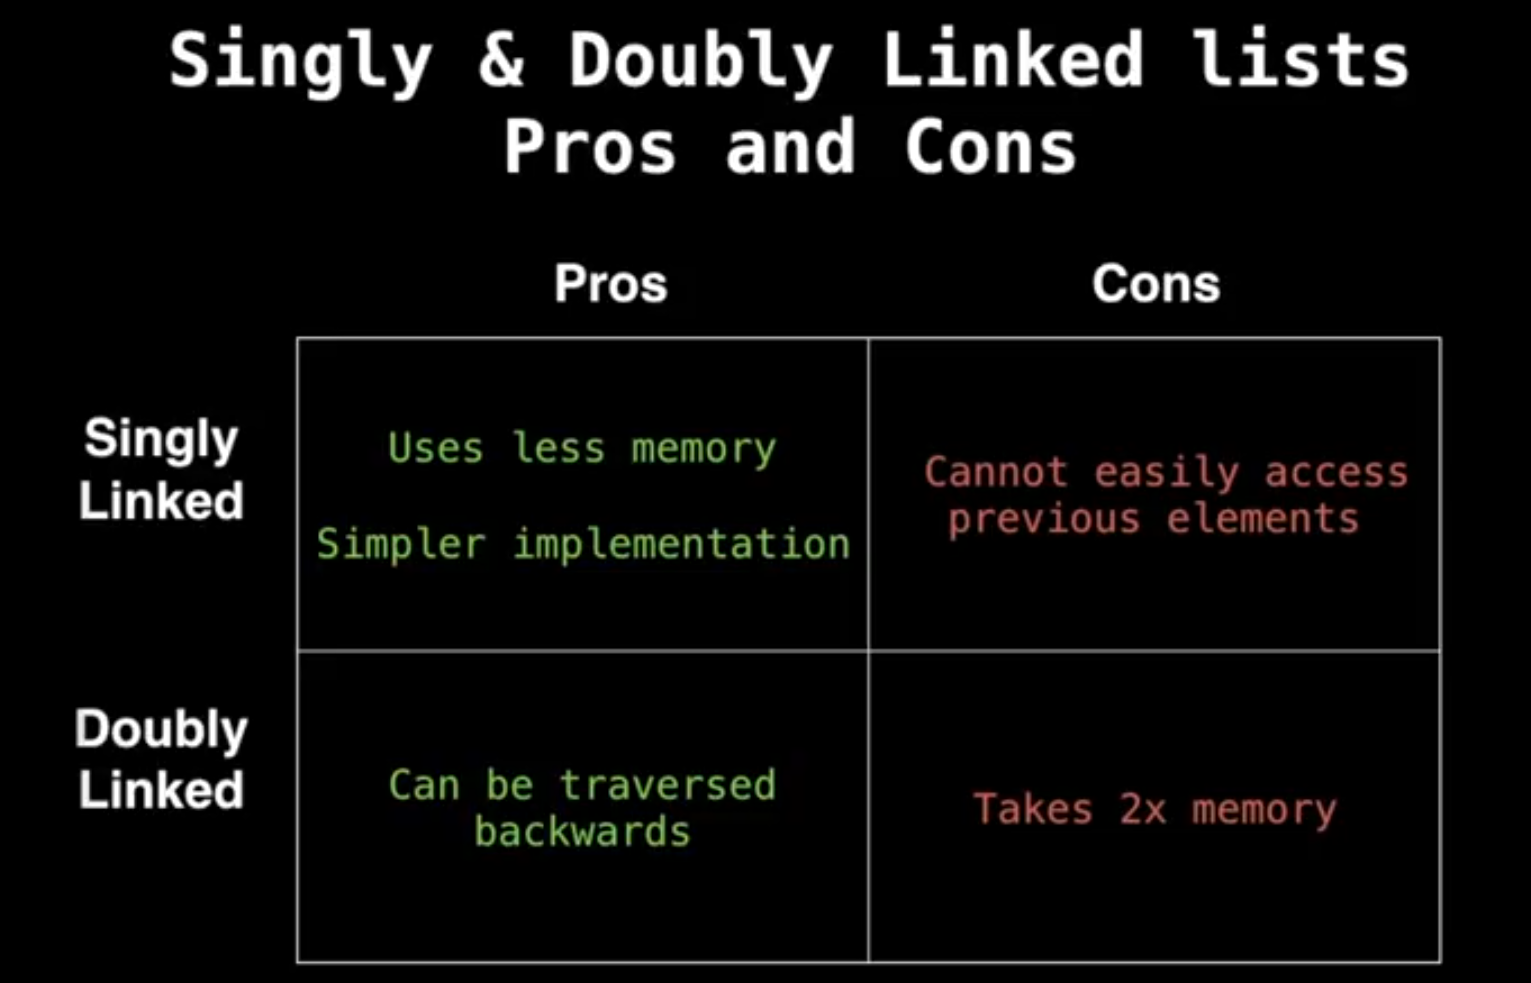 Singly & Doubly Linked lists
Pros and Cons
Pros
Cons
Singly
Linked
Uses less memory
Simpler implementation
Cannot easily access
previous elements
Doubly
Linked
Can be traversed
backwards
Takes 2x memory